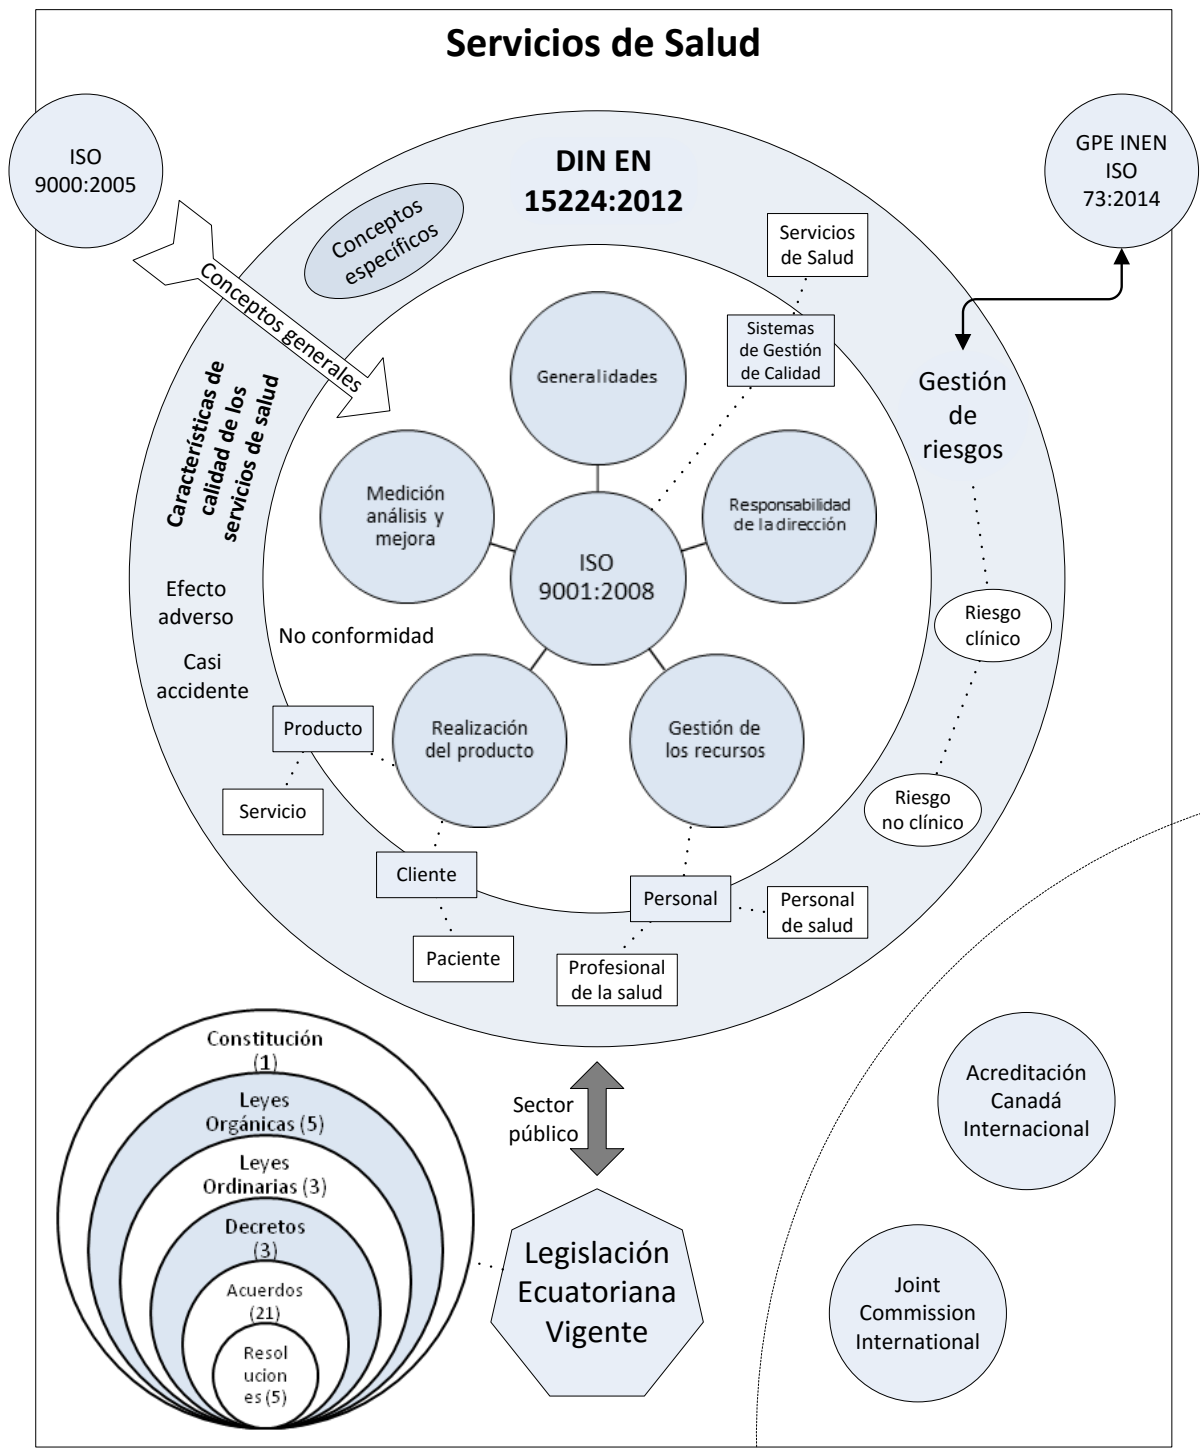 Servicios de Salud
ISO
9000:2005
GPE INEN
ISO
73:2014
DIN EN
15224:2012
Conceptos
específicos
Conceptos generales
Servicios
de Salud
Sistemas
de Gestión
de Calidad
Generalidades
Gestión
de
riesgos
Características de
calidad de los
servicios de salud
Medición
análisis y
mejora
Responsabilidad
de la dirección
ISO
9001:2008
Efecto
adverso
No conformidad
Casi
accidente
Riesgo
clínico
Producto
Realización
del producto
Gestión de
los recursos
Servicio
Riesgo
no clínico
Cliente
Personal
Personal
de salud
Paciente
Profesional
de la salud
Constitución
(1)
Leyes
Orgánicas (5)
Leyes
Ordinarias (3)
Decretos
(3)
Acuerdos
(21)
Resol
ucion
es (5)
Sector
público
Legislación
Ecuatoriana
Vigente
Acreditación
Canadá
Internacional
Joint
Commission
International